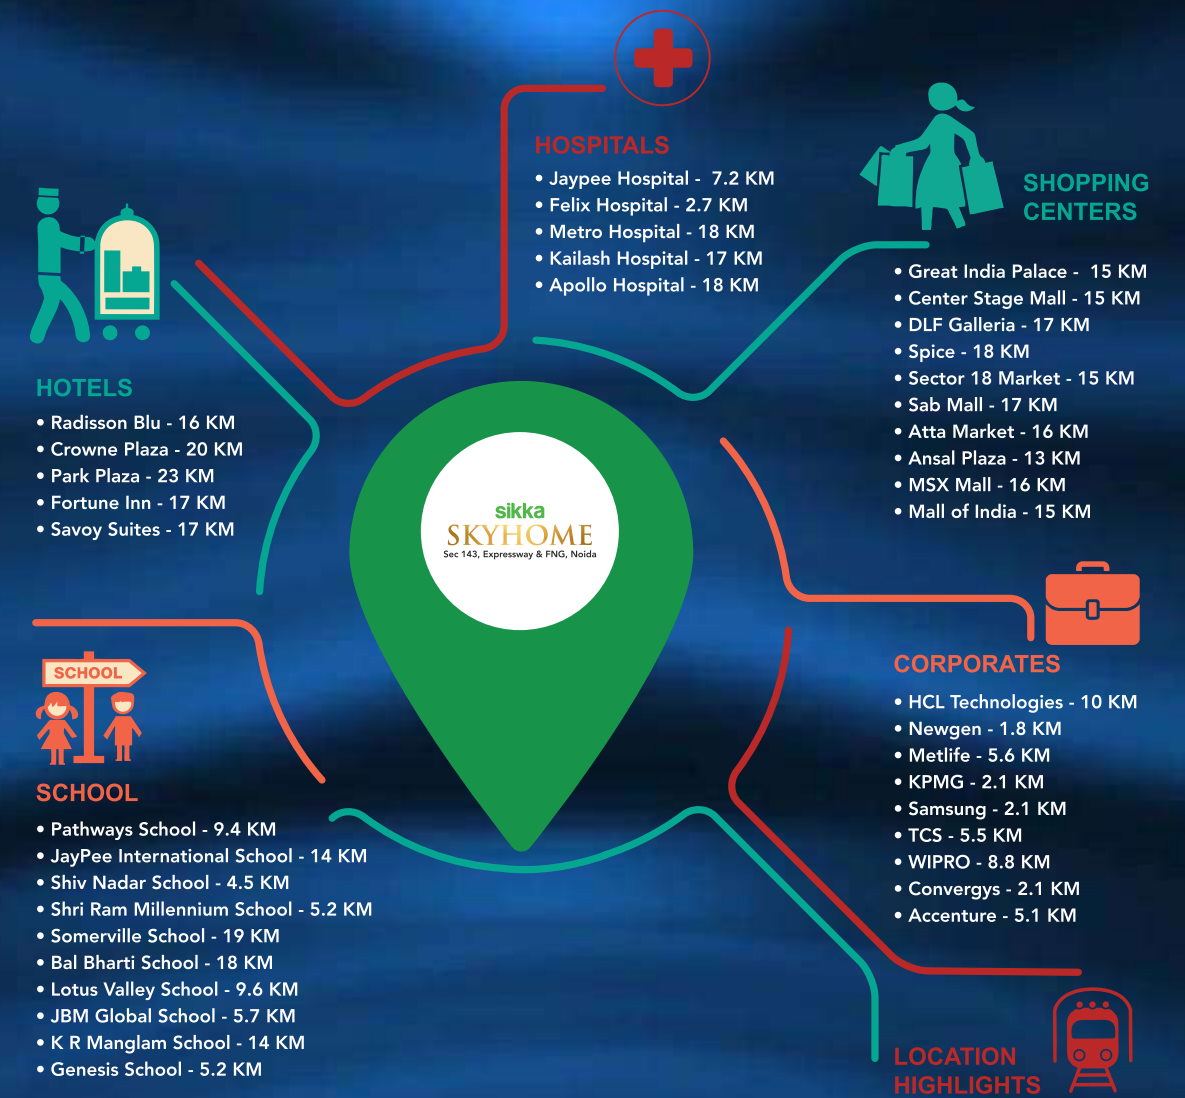 HOSPITALS
• Jaypee Hospital -  7.2 KM
• Felix Hospital - 2.7 KM
• Metro Hospital - 18 KM
• Kailash Hospital - 17 KM
• Apollo Hospital - 18 KM
SHOPPING
CENTERS
• Great India Palace -  15 KM
• Center Stage Mall - 15 KM
• DLF Galleria - 17 KM
• Spice - 18 KM
• Sector 18 Market - 15 KM
• Sab Mall - 17 KM
• Atta Market - 16 KM
• Ansal Plaza - 13 KM
• MSX Mall - 16 KM
• Mall of India - 15 KM
HOTELS
• Radisson Blu - 16 KM
• Crowne Plaza - 20 KM
• Park Plaza - 23 KM
• Fortune Inn - 17 KM
• Savoy Suites - 17 KM
sikka
SKYHOME
Sec 143, Expressway & FNG, Noida
SCHOOL
SCHOOL
• Pathways School - 9.4 KM
• JayPee International School - 14 KM
• Shiv Nadar School - 4.5 KM
• Shri Ram Millennium School - 5.2 KM
• Somerville School - 19 KM
• Bal Bharti School - 18 KM
• Lotus Valley School - 9.6 KM
• JBM Global School - 5.7 KM
• K R Manglam School - 14 KM
• Genesis School - 5.2 KM
CORPORATES
• HCL Technologies - 10 KM
• Newgen - 1.8 KM
• Metlife - 5.6 KM
• KPMG - 2.1 KM
• Samsung - 2.1 KM
• TCS - 5.5 KM
• WIPRO - 8.8 KM
• Convergys - 2.1 KM
• Accenture - 5.1 KM
LOCATION
HIGHLIGHTS